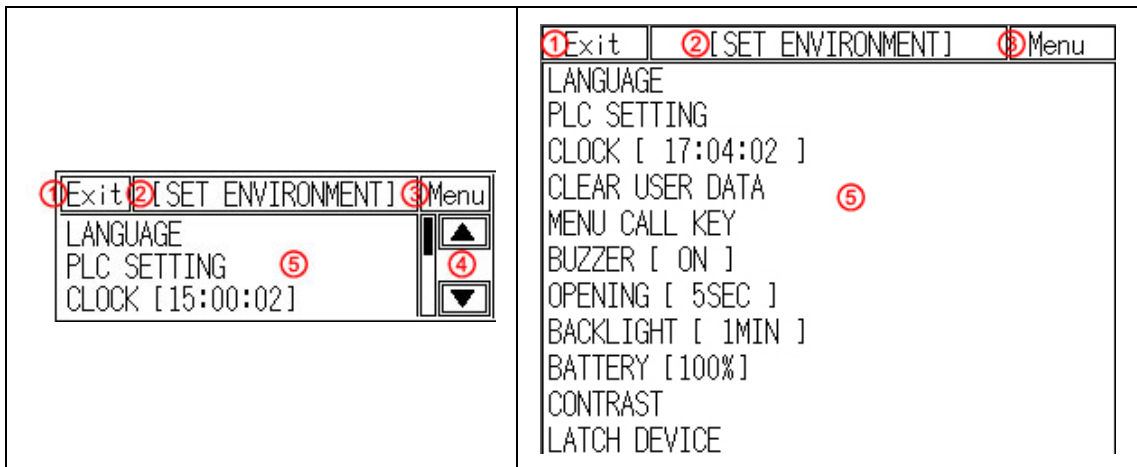 ①Exit ②[SET ENVIRONMENT] ③Menu
LANGUAGE
PLC SETTING ⑤ ④
CLOCK [15:00:02]
①Exit ②[SET ENVIRONMENT] ③Menu
LANGUAGE
PLC SETTING
CLOCK [ 17:04:02 ]
CLEAR USER DATA ⑤
MENU CALL KEY
BUZZER [ ON ]
OPENING [ 5SEC ]
BACKLIGHT [ 1MIN ]
BATTERY [100%]
CONTRAST
LATCH DEVICE